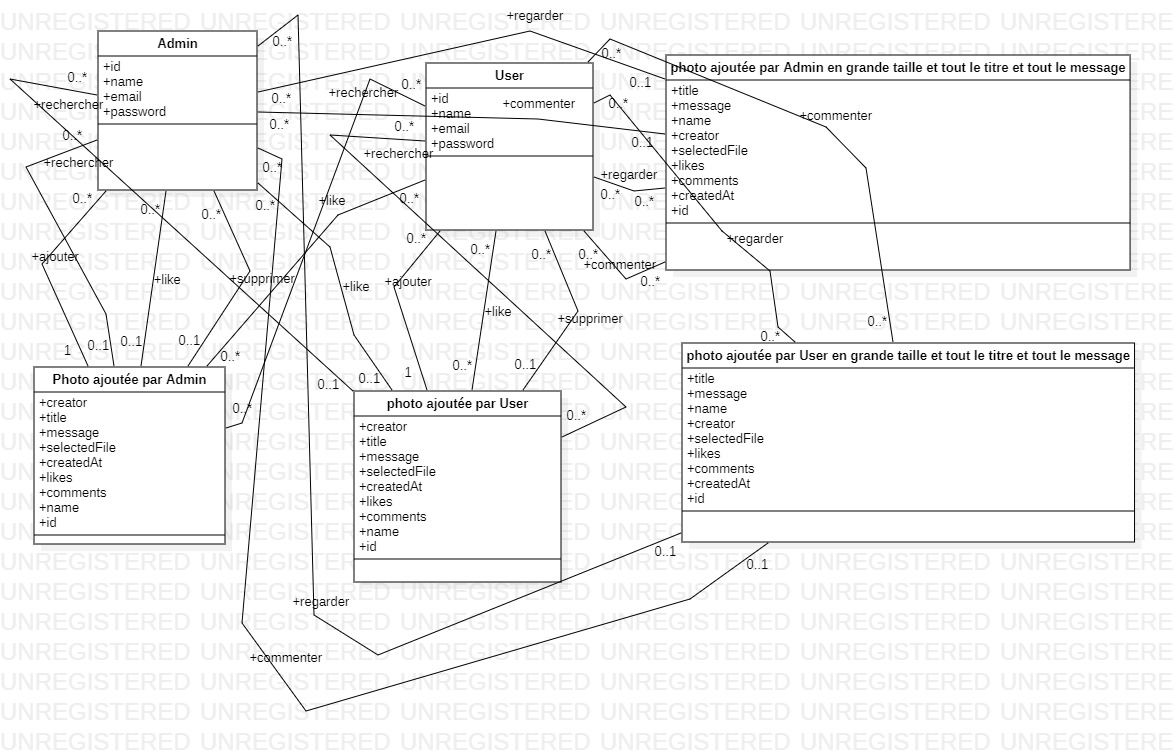 UNREGISTERED UNREGISTERED UNREGISTERED UNREGISTERED UNREGISTERED UNREGISTERED
Admin
+id
+name
+email
+password
User
+id
+name
+email
+password
photo ajoutée par Admin en grande taille et tout le titre et tout le message
+title
+message
+name
+creator
+selectedFile
+likes
+comments
+createdAt
+id
Photo ajoutée par Admin
+creator
+title
+message
+selectedFile
+createdAt
+likes
+comments
+name
+id
photo ajoutée par User
+creator
+title
+message
+selectedFile
+createdAt
+likes
+comments
+name
+id
photo ajoutée par User en grande taille et tout le titre et tout le message
+title
+message
+name
+creator
+selectedFile
+likes
+comments
+createdAt
+id
+regarder
0..*
0..*
0..1
0..*
0..*
+rechercher
+rechercher
0..*
+commenter
0..*
+commenter
0..*
0..*
0..*
0..1
+rechercher
+rechercher
0..*
+regarder
0..*
0..*
0..*
0..*
0..*
+like
0..*
0..*
0..*
0..*
+regarder
0..*
0..*
0..*
+ajouter
+commenter
+like
+supprimer
+like
+ajouter
0..*
+like
+supprimer
0..*
0..*
1
0..1
0..1
0..1
0..*
0..1
0..1
1
0..*
0..1
0..*
0..*
0..1
0..1
+regarder
+commenter